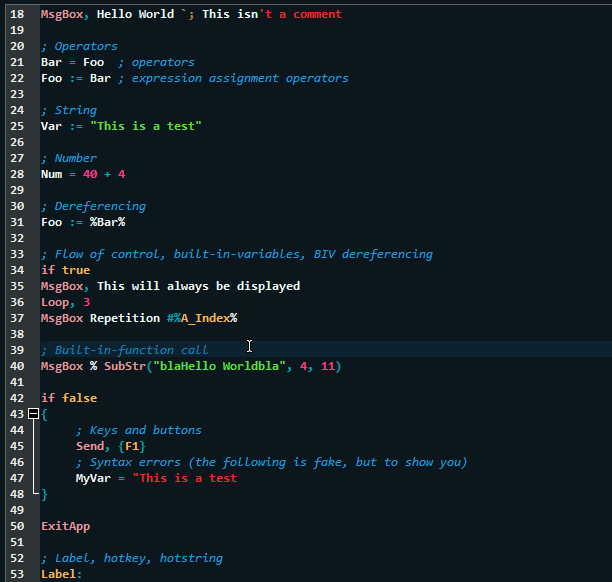 18 MsgBox, Hello World `; This isn't a comment
19
20 ; Operators
21 Bar = Foo  ; operators
22 Foo := Bar ; expression assignment operators
23
24 ; String
25 Var := "This is a test"
26
27 ; Number
28 Num = 40 + 4
29
30 ; Dereferencing
31 Foo := %Bar%
32
33 ; Flow of control, built-in-variables, BIV dereferencing
34 if true
35 MsgBox, This will always be displayed
36 Loop, 3
37 MsgBox Repetition #%A_Index%
38
39 ; Built-in-function call
40 MsgBox % SubStr("blaHello Worldbla", 4, 11)
41
42 if false
43 {
44     ; Keys and buttons
45     Send, {F1}
46     ; Syntax errors (the following is fake, but to show you)
47     MyVar = "This is a test
48 }
49
50 ExitApp
51
52 ; Label, hotkey, hotstring
53 Label: